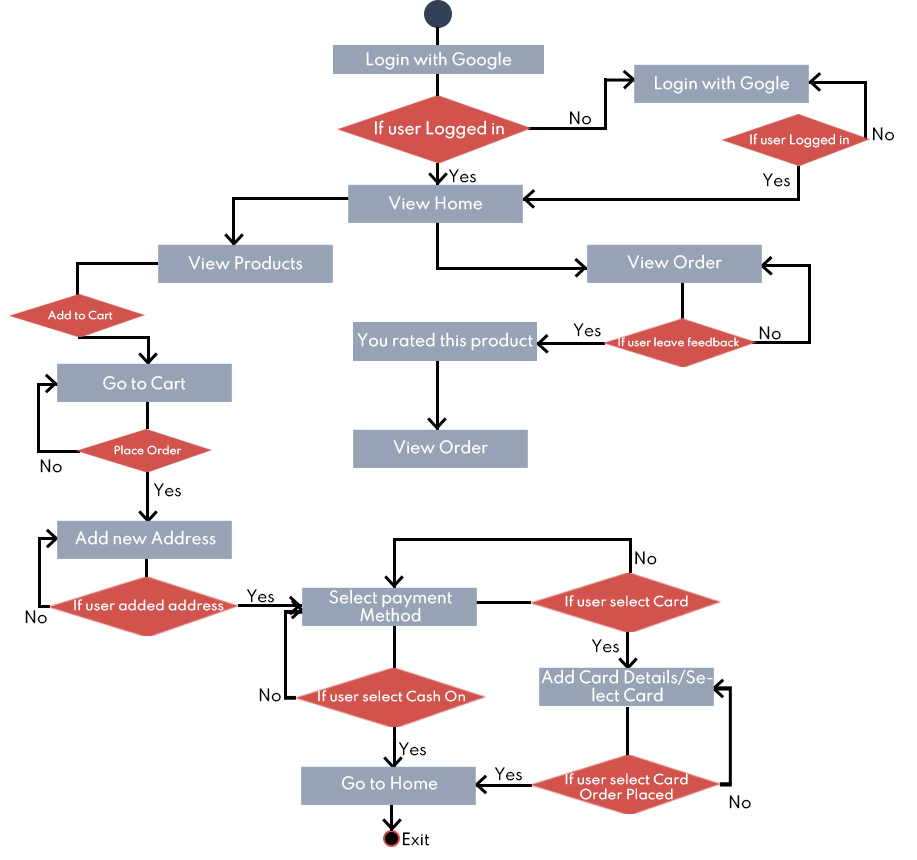 Login with Google
Login with Gogle
If user Logged in
No
If user Logged in
No
Yes
Yes
View Home
View Products
View Order
Add to Cart
You rated this product
Yes
If user leave feedback
No
Go to Cart
Place Order
No
View Order
Yes
Add new Address
If user added address
No
Yes
Select payment
Method
No
If user select Card
Yes
Add Card Details/Se-
lect Card
No
If user select Cash On
Yes
Go to Home
Yes
If user select Card
Order Placed
No
Exit